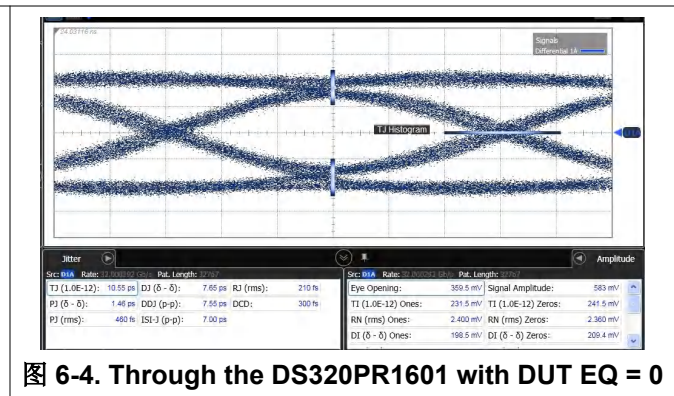 24.03116 ns
Signals
Differential 1A
TJ Histogram
Jitter
Amplitude
Src: D1A Rate: Gb/s Pat. Length: 32767
Src: D1A Rate: Gb/s Pat. Length: 32767
TJ (1.0E-12): 10.55 ps DJ (δ - δ): 7.65 ps RJ (rms): 210 fs
Eye Opening: 359.5 mV Signal Amplitude: 583 mV
PJ (δ - δ): 1.46 ps DDJ (p-p): 7.55 ps DCD: 300 fs
TI (1.0E-12) Ones: 231.5 mV TI (1.0E-12) Zeros: 241.5 mV
PJ (rms): 460 fs ISI-J (p-p): 7.00 ps
RN (rms) Ones: 2.400 mV RN (rms) Zeros: 2.360 mV
DI (δ - δ) Ones: 198.5 mV DI (δ - δ) Zeros: 209.4 mV
图 6-4. Through the DS320PR1601 with DUT EQ = 0